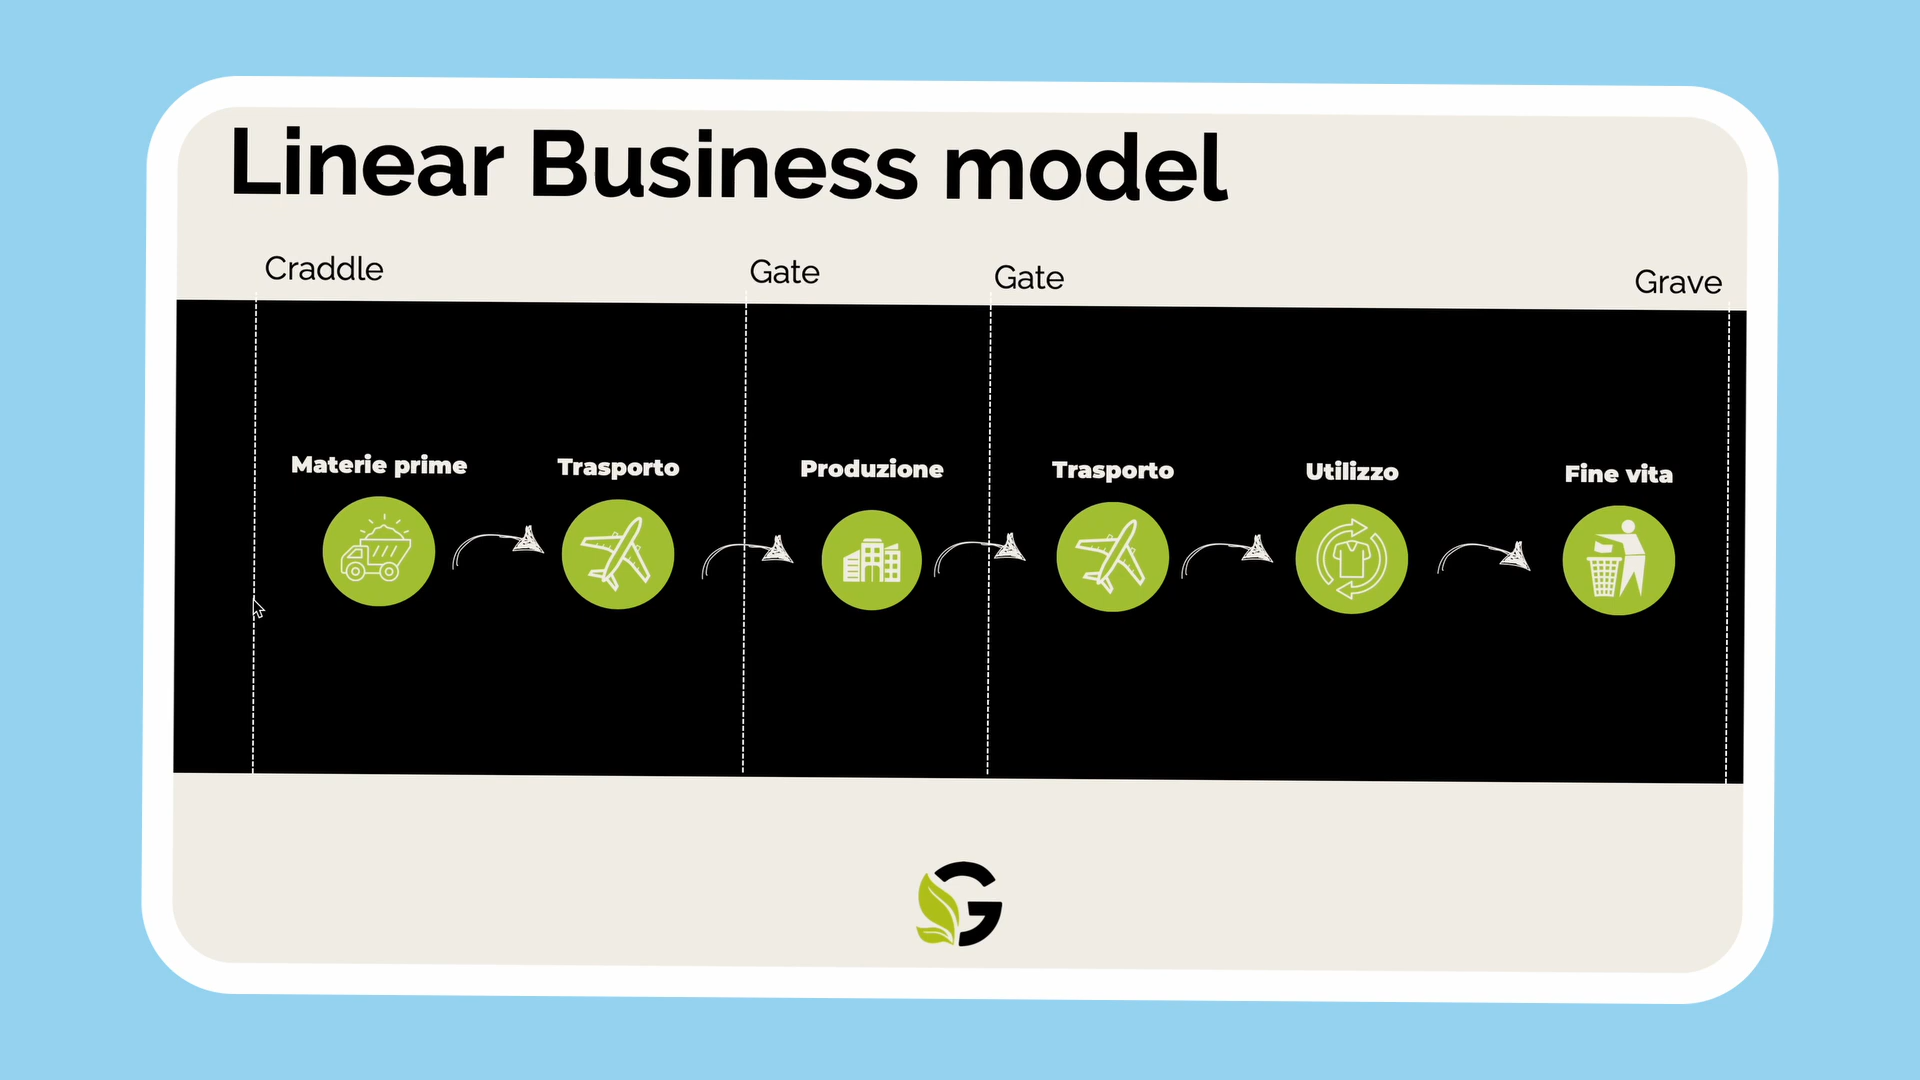 Linear Business model
Craddle
Gate
Gate
Grave
Materie prime
Trasporto
Produzione
Trasporto
Utilizzo
Fine vita
G